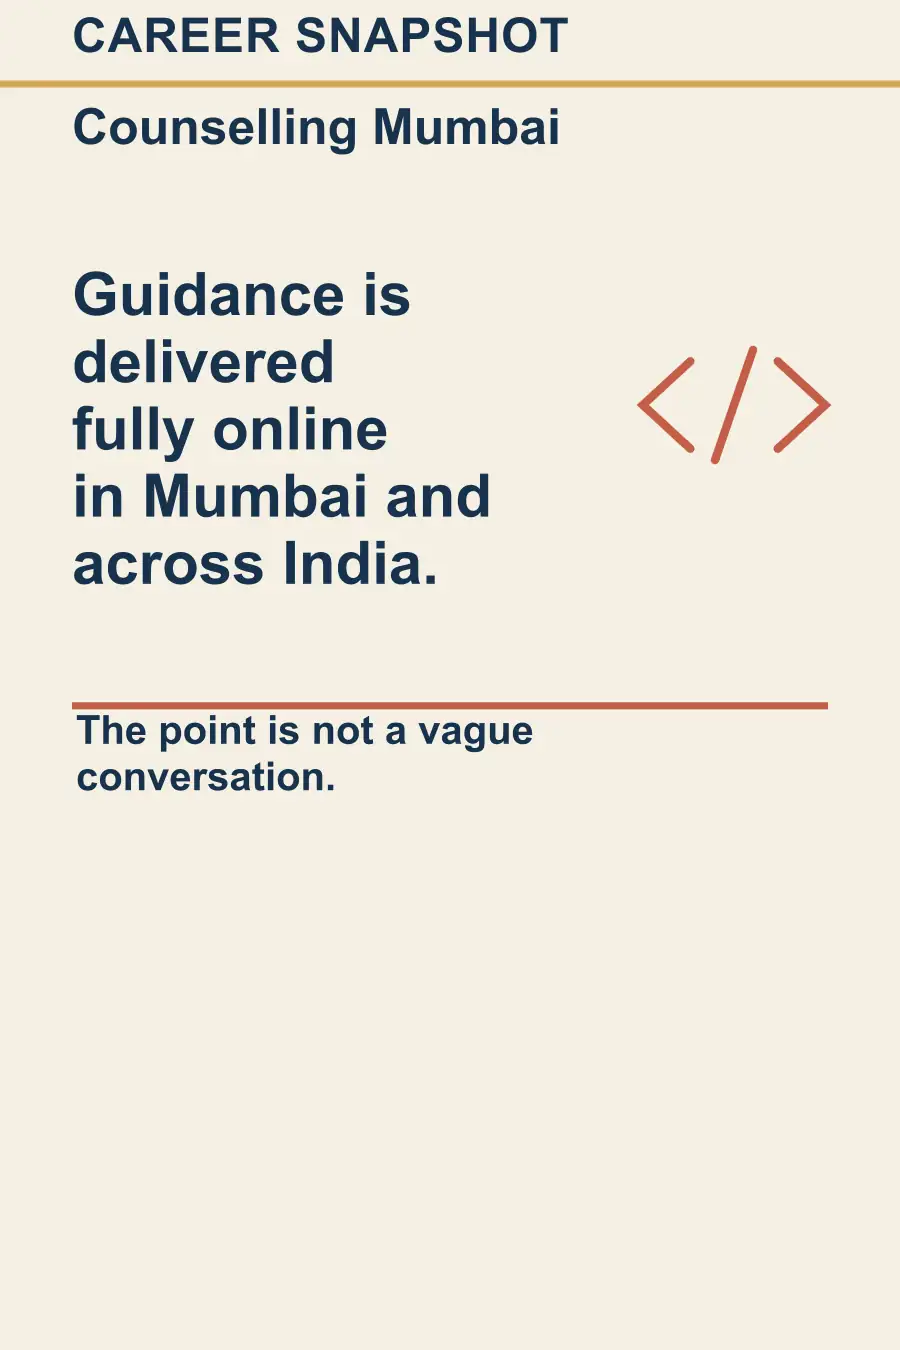 CAREER SNAPSHOT
Counselling Mumbai
Guidance is
delivered
fully online
in Mumbai and
across India.
The point is not a vague
conversation.